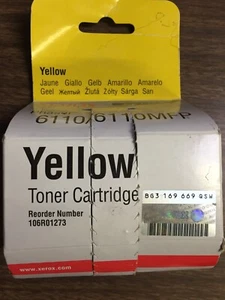 Yellow
Jaune Giallo Gelb Amarillo Amarelo
Geel Желтый Žlutá Żółty Sárga Sarı
6110/6110MFP
Yellow
Toner Cartridge
Reorder Number
106R01273
863 169 669 QSW
www.xerox.com